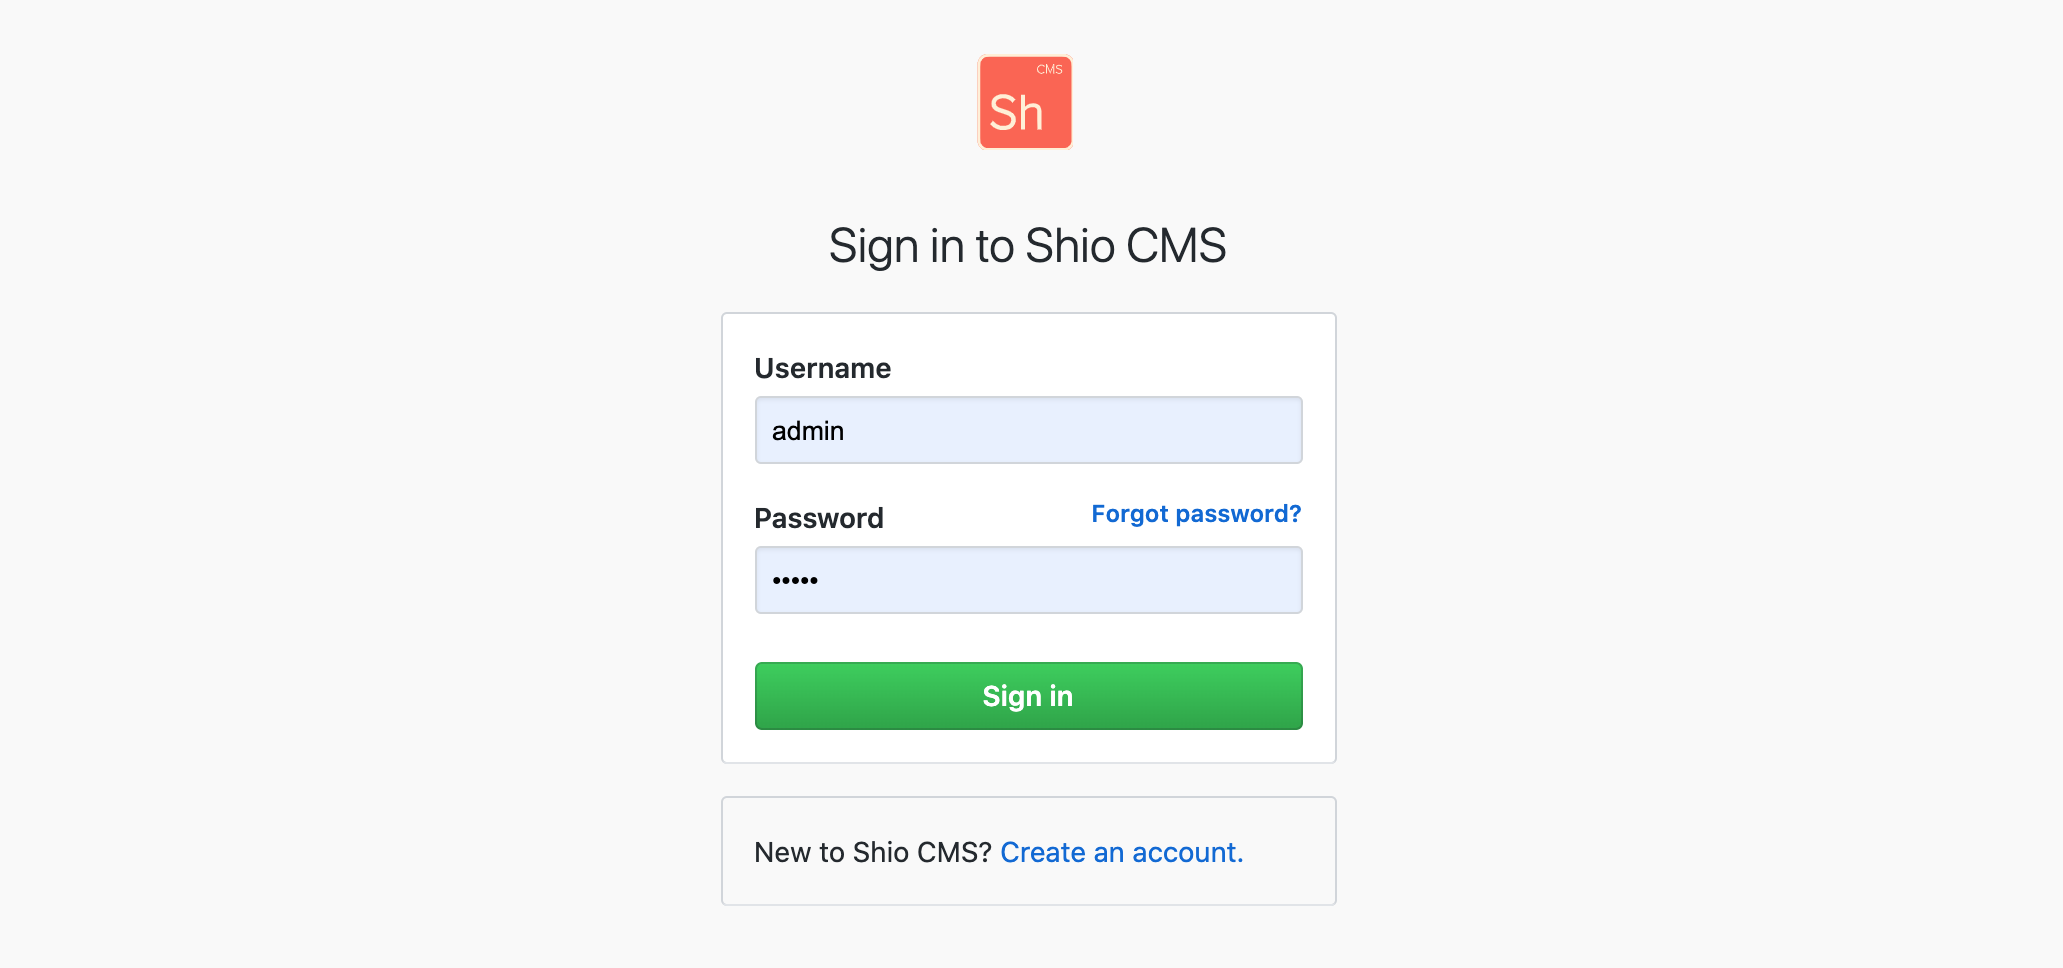 CMS
Sh
Sign in to Shio CMS
Username
admin
Password
Forgot password?
•••••
Sign in
New to Shio CMS? Create an account.